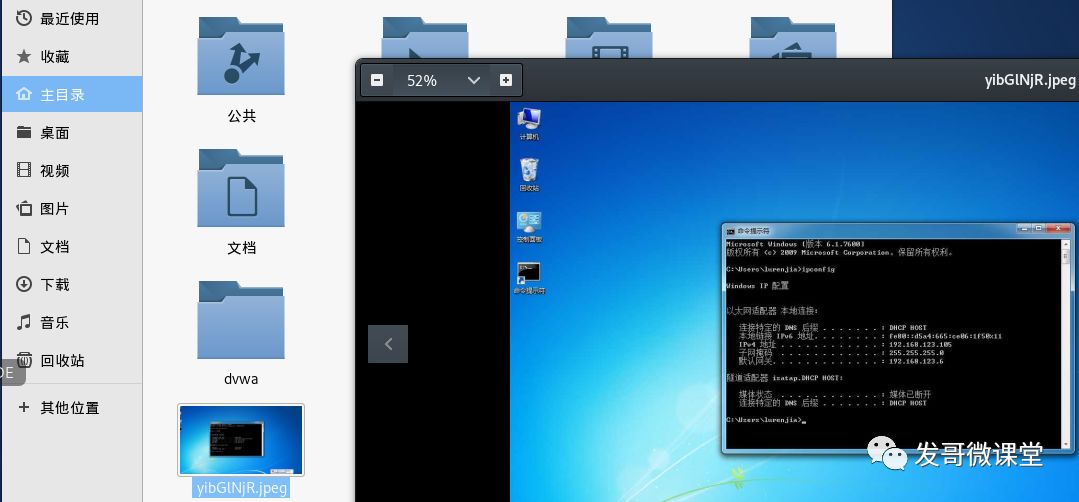 最近使用
收藏
主目录
桌面
视频
图片
文档
下载
音乐
回收站
DE
其他位置
公共
文档
dvwa
yibGlNjR.jpeg
52%
yibGlNjR.jpeg
计算机
回收站
控制面板
命令提示符
命令提示符
Microsoft Windows [版本 6.1.7600]
版权所有 (c) 2009 Microsoft Corporation。保留所有权利。
C:\Users\lurenjia>ipconfig
Windows IP 配置
以太网适配器 本地连接:
连接特定的 DNS 后缀 . . . . . . . : DHCP HOST
本地链接 IPv6 地址. . . . . . . . : fe80::d5a4:665:ce06:1f50%11
IPv4 地址 . . . . . . . . . . . . : 192.168.123.105
子网掩码 . . . . . . . . . . . . : 255.255.255.0
默认网关. . . . . . . . . . . . . : 192.168.123.6
隧道适配器 isatap.DHCP HOST:
媒体状态 . . . . . . . . . . . . : 媒体已断开
连接特定的 DNS 后缀 . . . . . . . : DHCP HOST
C:\Users\lurenjia>_
发哥微课堂